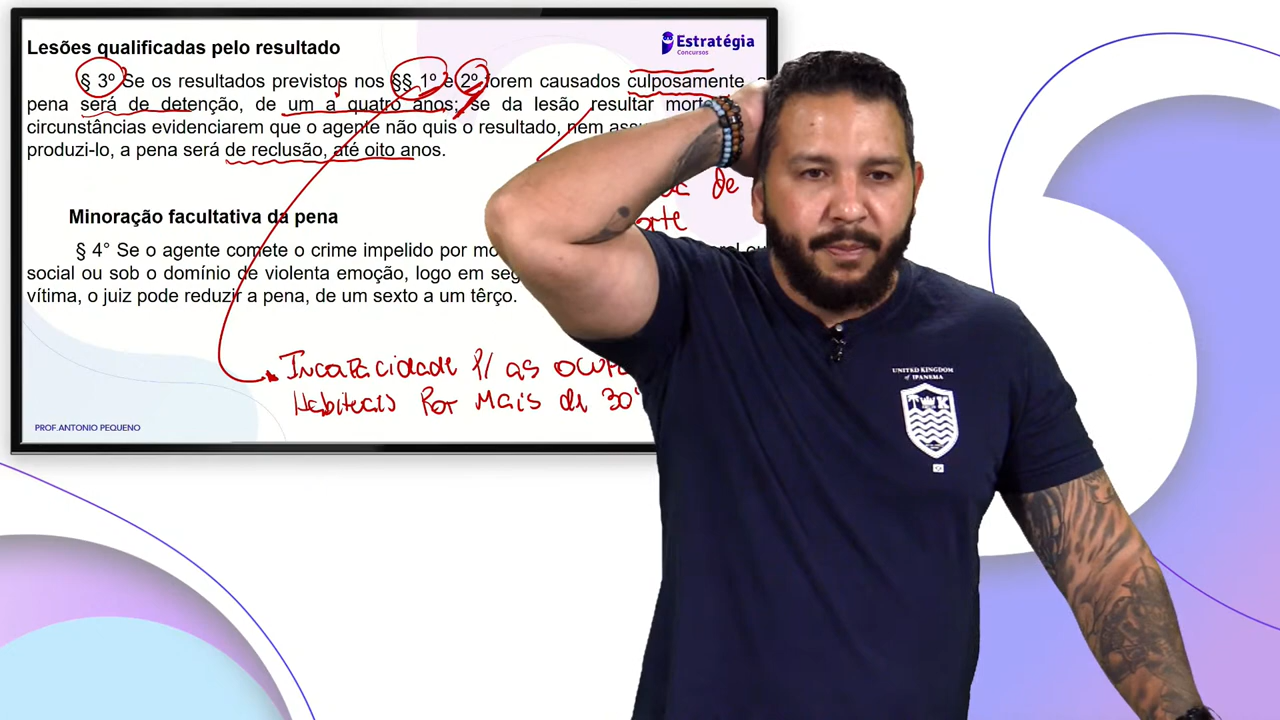 Lesões qualificadas pelo resultado
Estratégia
Concursos
§ 3º Se os resultados previstos nos §§ 1º e 2º forem causados culposamente, a
pena será de detenção, de um a quatro anos; se da lesão resultar morte
circunstâncias evidenciarem que o agente não quis o resultado, nem
produzi-lo, a pena será de reclusão, até oito anos.
de
Minoração facultativa da pena
§ 4° Se o agente comete o crime impelido por
social ou sob o domínio de violenta emoção, logo em
vítima, o juiz pode reduzir a pena, de um sexto a um têrço.
Incapacidade p/ as
Habituais por mais de 30
PROF. ANTONIO PEQUENO
UNITED KINGDOM
of IPANEMA